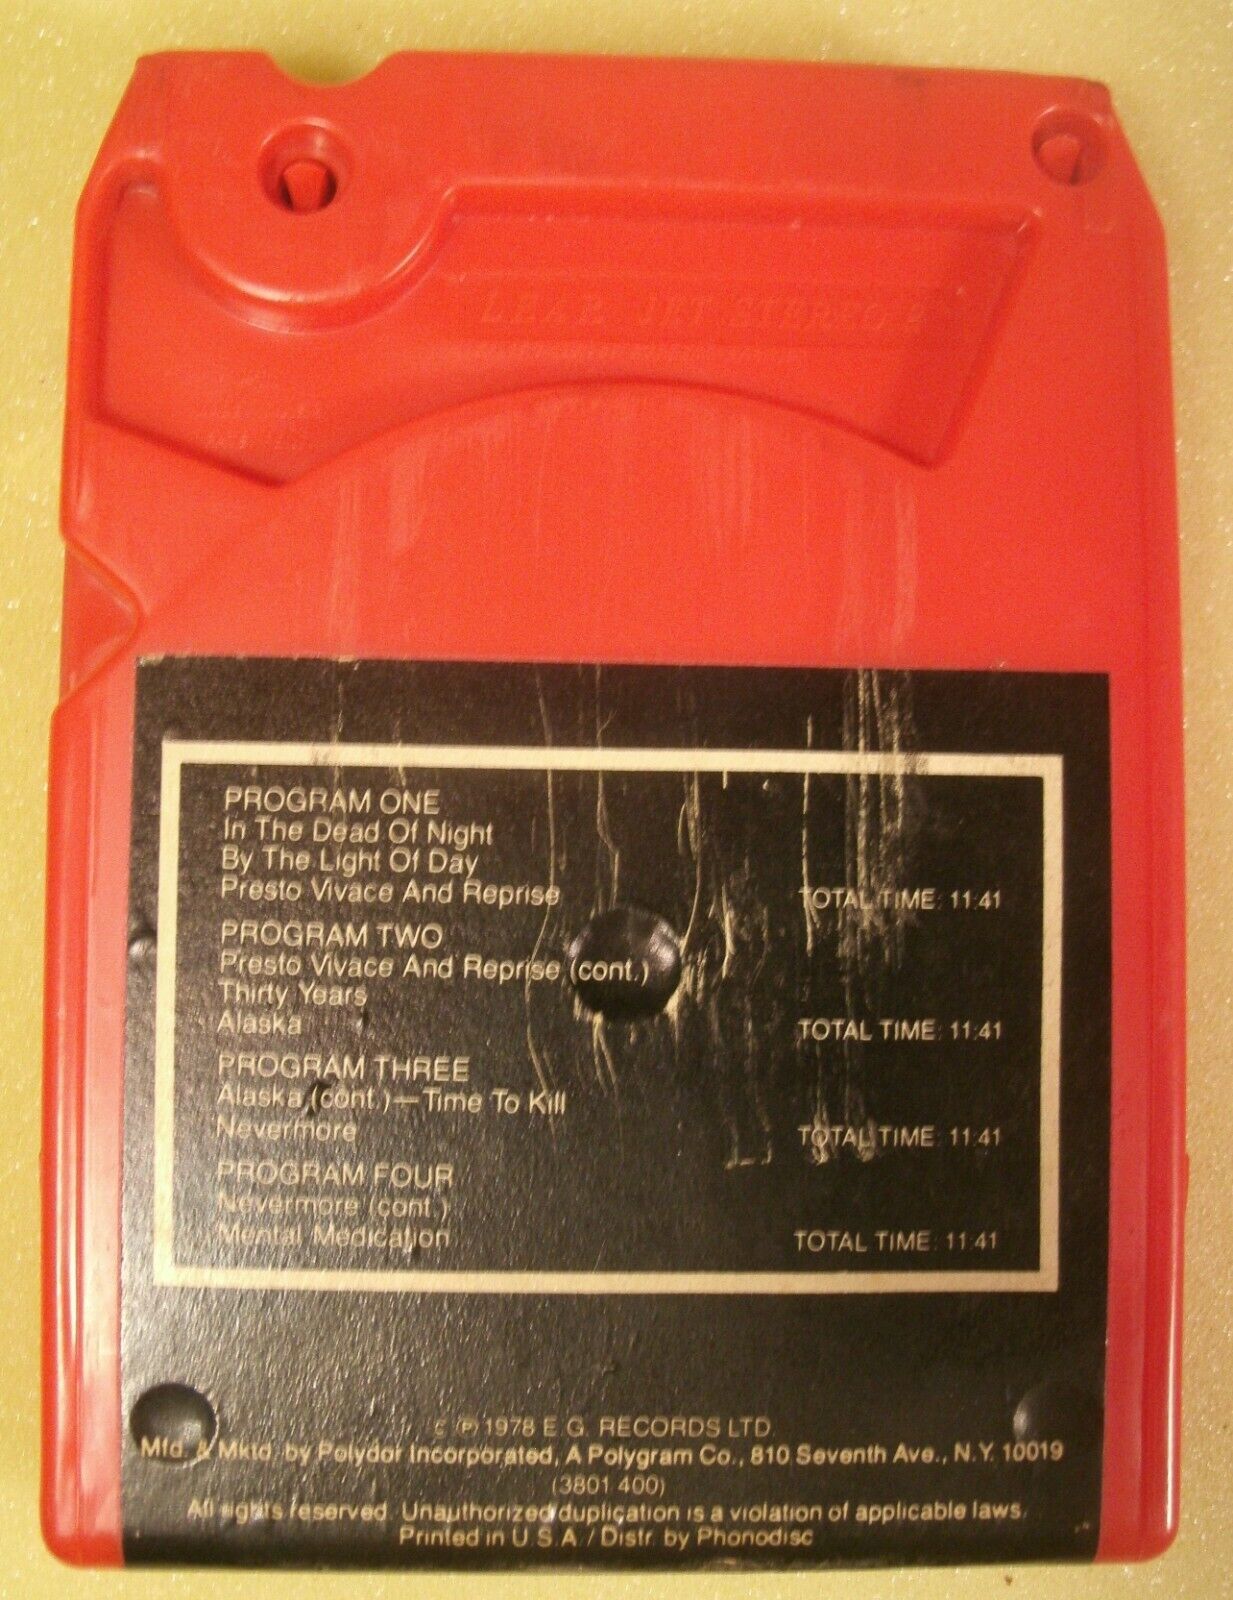 LEAR JET STEREO 8
PROGRAM ONE
In The Dead Of Night
By The Light Of Day
Presto Vivace And Reprise TOTAL TIME: 11:41
PROGRAM TWO
Presto Vivace And Reprise (cont.)
Thirty Years
Alaska TOTAL TIME: 11:41
PROGRAM THREE
Alaska (cont.)—Time To Kill
Nevermore TOTAL TIME: 11:41
PROGRAM FOUR
Nevermore (cont.)
Mental Medication TOTAL TIME: 11:41
© ℗ 1978 E.G. RECORDS LTD.
Mfd. & Mktd. by Polydor Incorporated, A Polygram Co., 810 Seventh Ave., N.Y. 10019
(3801 400)
All rights reserved. Unauthorized duplication is a violation of applicable laws.
Printed in U.S.A. / Distr. by Phonodisc